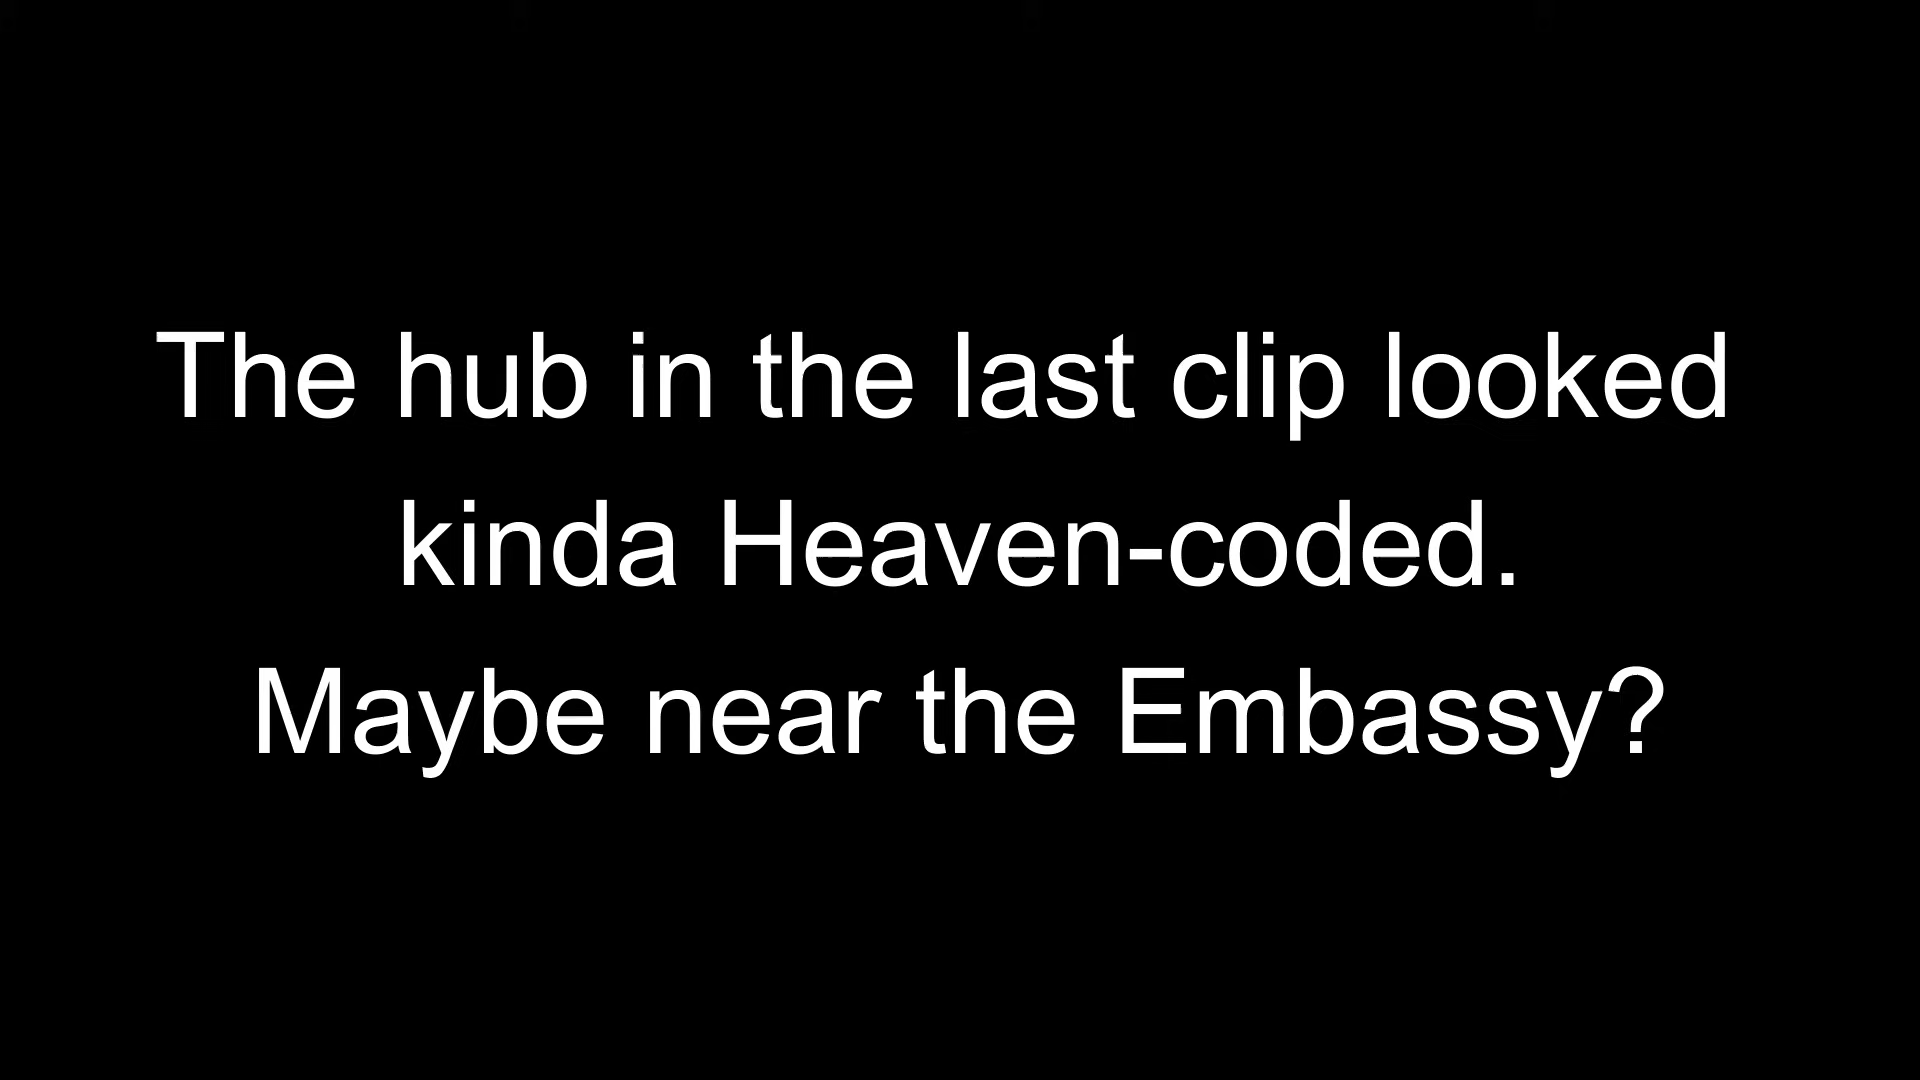 The hub in the last clip looked
kinda Heaven-coded.
Maybe near the Embassy?